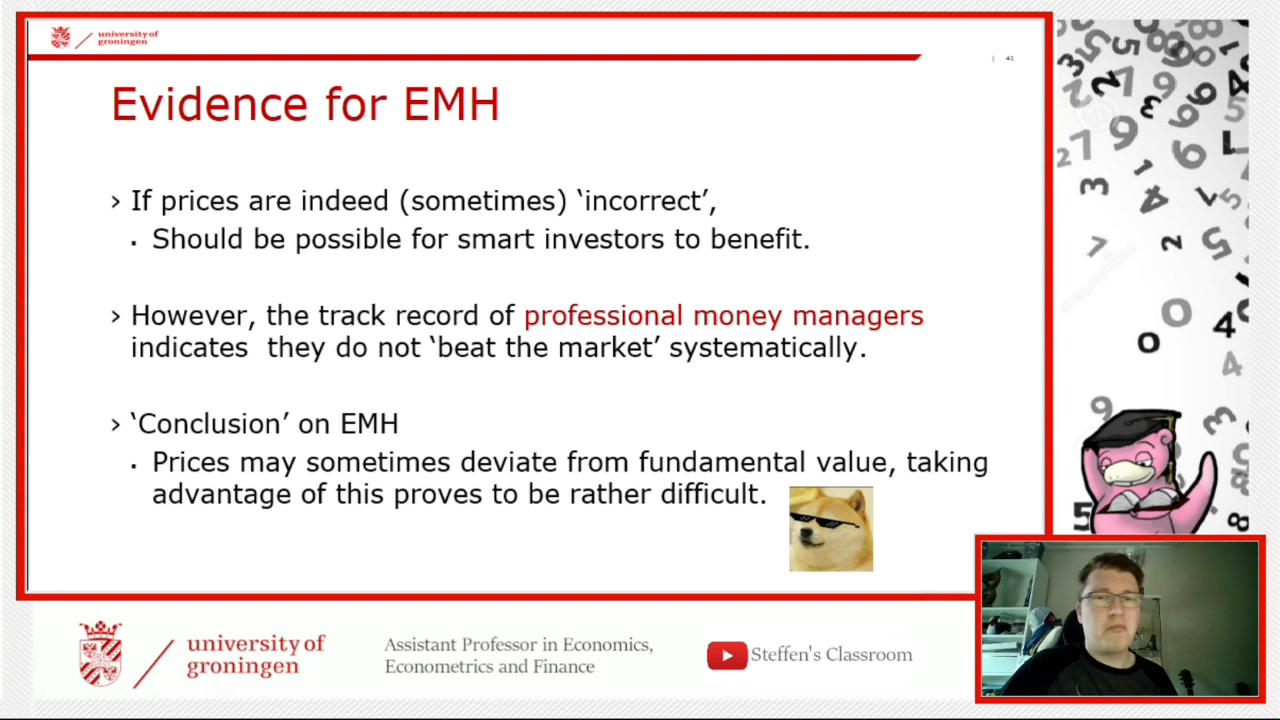 university of
groningen
| 41
Evidence for EMH
› If prices are indeed (sometimes) ‘incorrect’,
▪ Should be possible for smart investors to benefit.
› However, the track record of professional money managers
indicates  they do not ‘beat the market’ systematically.
› ‘Conclusion’ on EMH
▪ Prices may sometimes deviate from fundamental value, taking
advantage of this proves to be rather difficult.
university of
groningen
Assistant Professor in Economics,
Econometrics and Finance
Steffen's Classroom